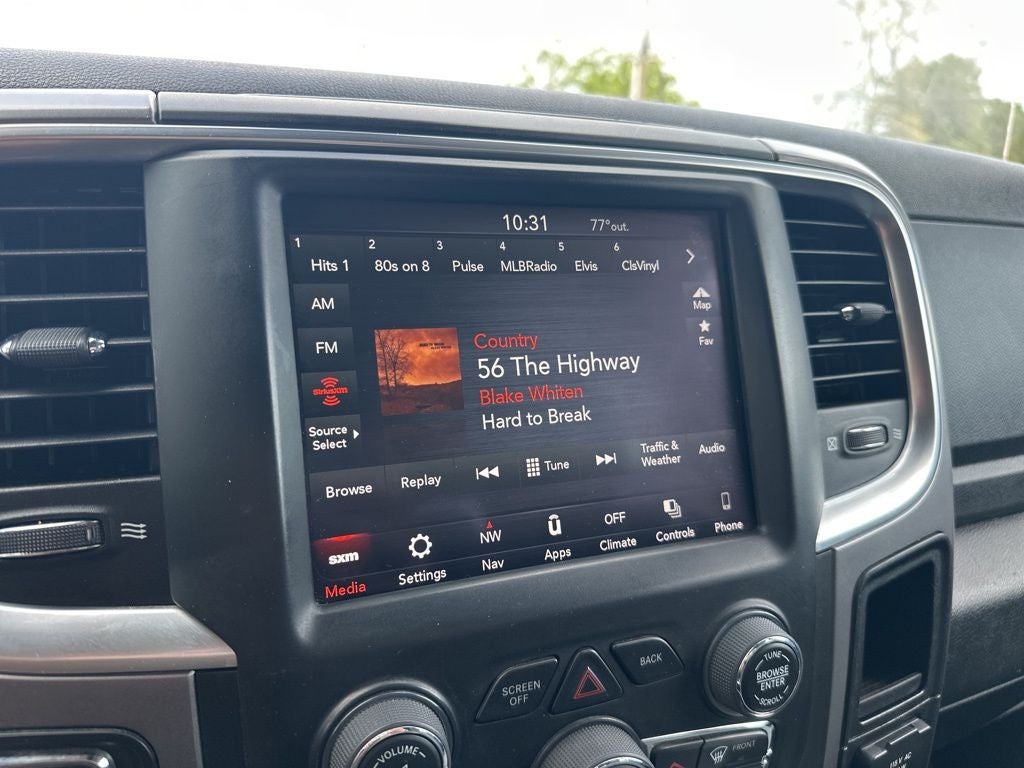 10:31 77°out.
1 2 3 4 5 6
Hits 1 80s on 8 Pulse MLBRadio Elvis ClsVinyl
AM
Map
FM
Fav
Country
56 The Highway
Blake Whiten
Hard to Break
siriusxm
Source
Select
Browse Replay Tune Traffic &
Weather Audio
sxm
Media
Settings
NW
Nav
Apps
OFF
Climate
Controls
Phone
SCREEN
OFF
BACK
TUNE
BROWSE
ENTER
SCROLL
VOLUME
FRONT
115 V AC